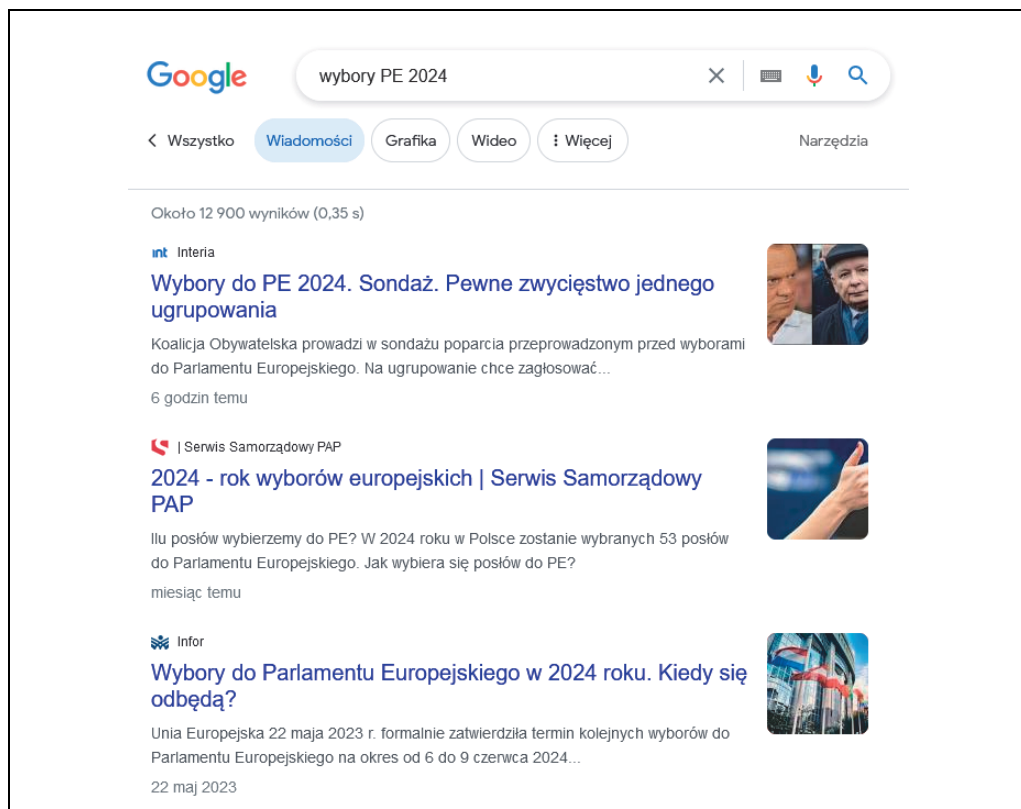 Google
wybory PE 2024
Wszystko Wiadomości Grafika Wideo Więcej Narzędzia
Około 12 900 wyników (0,35 s)
ınt Interia
Wybory do PE 2024. Sondaż. Pewne zwycięstwo jednego
ugrupowania
Koalicja Obywatelska prowadzi w sondażu poparcia przeprowadzonym przed wyborami
do Parlamentu Europejskiego. Na ugrupowanie chce zagłosować...
6 godzin temu
| Serwis Samorządowy PAP
2024 - rok wyborów europejskich | Serwis Samorządowy
PAP
Ilu posłów wybierzemy do PE? W 2024 roku w Polsce zostanie wybranych 53 posłów
do Parlamentu Europejskiego. Jak wybiera się posłów do PE?
miesiąc temu
Infor
Wybory do Parlamentu Europejskiego w 2024 roku. Kiedy się
odbędą?
Unia Europejska 22 maja 2023 r. formalnie zatwierdziła termin kolejnych wyborów do
Parlamentu Europejskiego na okres od 6 do 9 czerwca 2024...
22 maj 2023